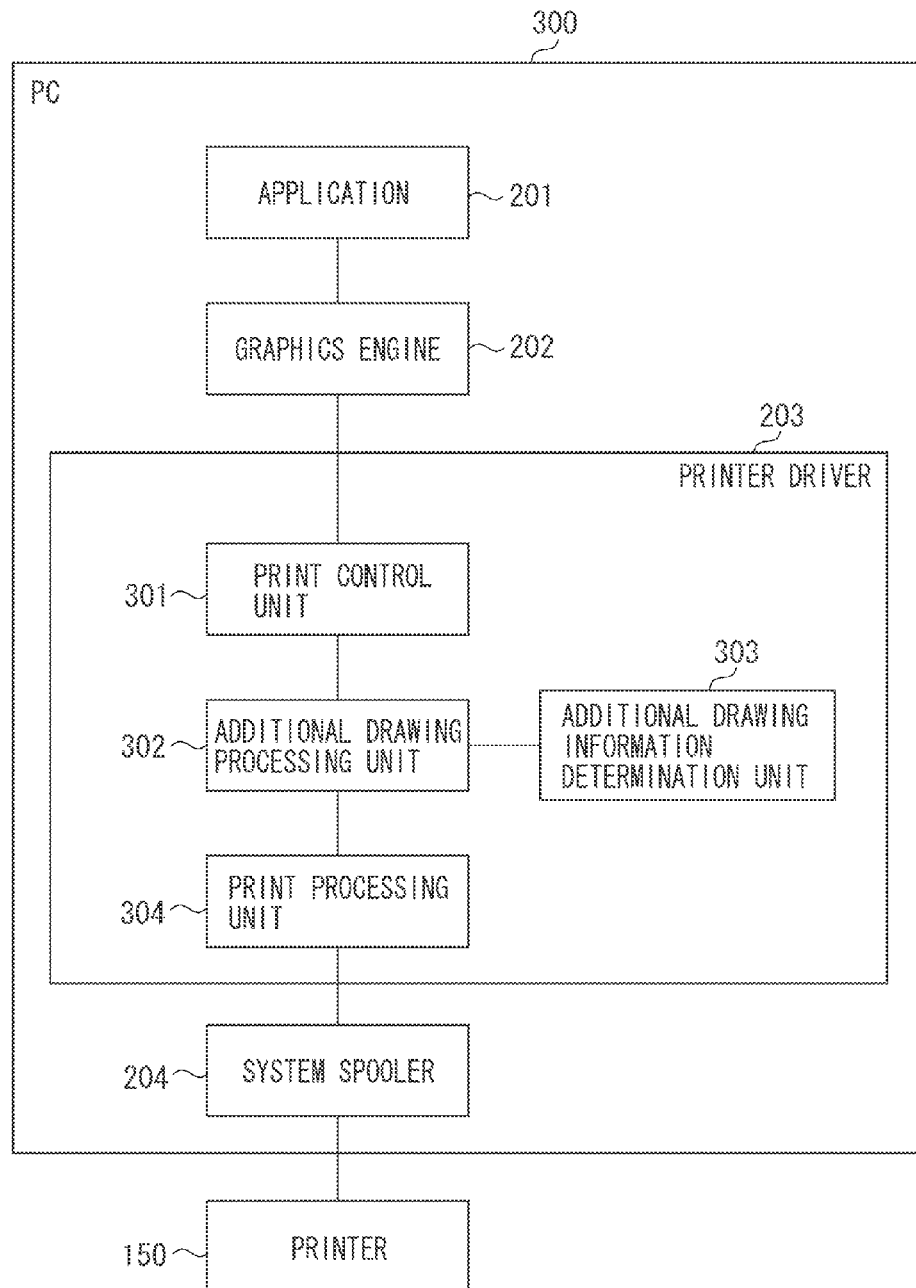 300
PC
APPLICATION
201
GRAPHICS ENGINE
202
203
PRINTER DRIVER
301
PRINT CONTROL
UNIT
303
302
ADDITIONAL DRAWING
PROCESSING UNIT
ADDITIONAL DRAWING
INFORMATION
DETERMINATION UNIT
304
PRINT PROCESSING
UNIT
204
SYSTEM SPOOLER
150
PRINTER